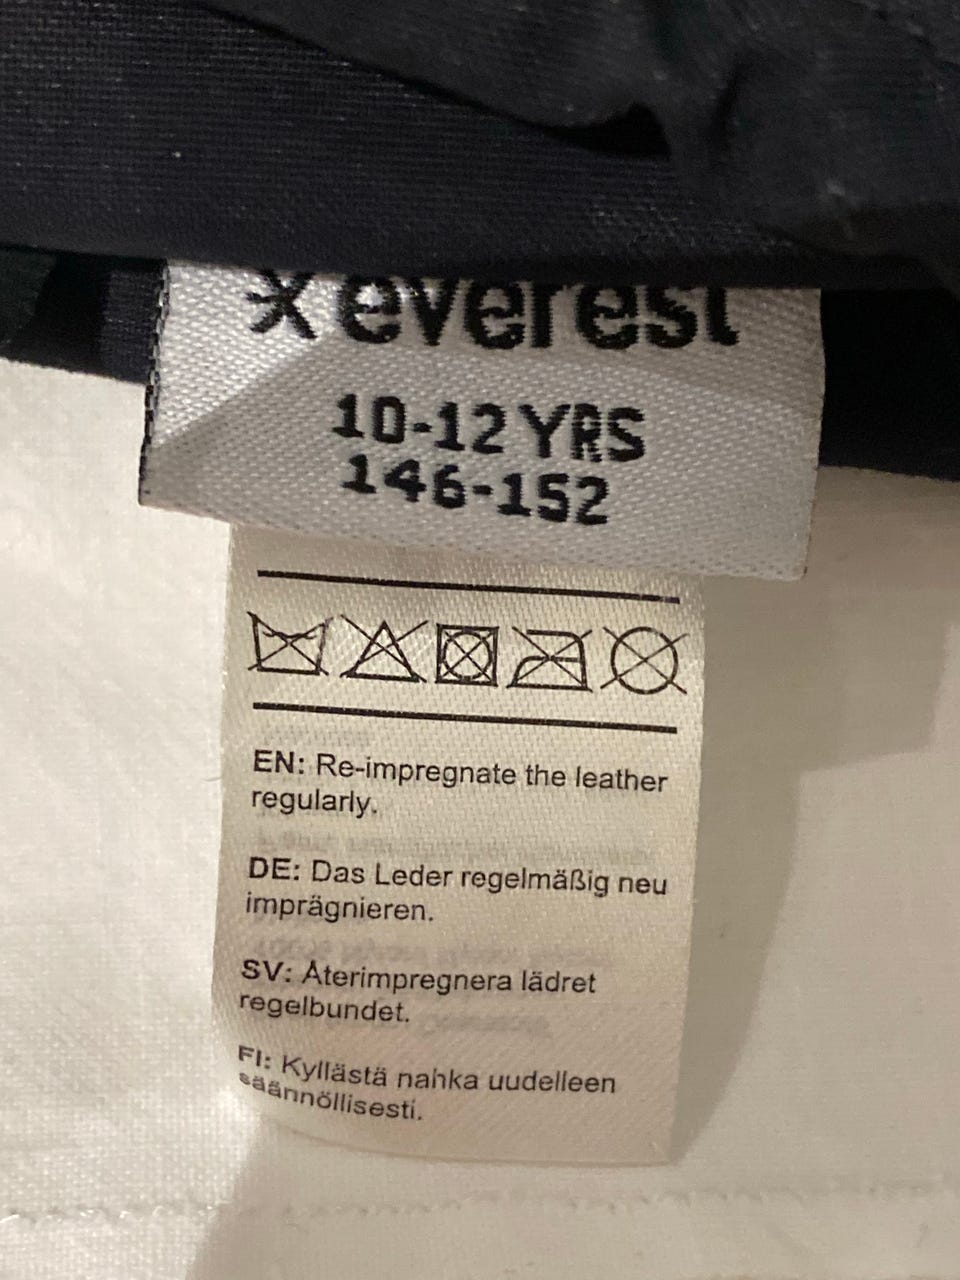 everest
10-12 YRS
146-152
EN: Re-impregnate the leather
regularly.
DE: Das Leder regelmäßig neu
imprägnieren.
SV: Återimpregnera lädret
regelbundet.
FI: Kyllästä nahka uudelleen
säännöllisesti.